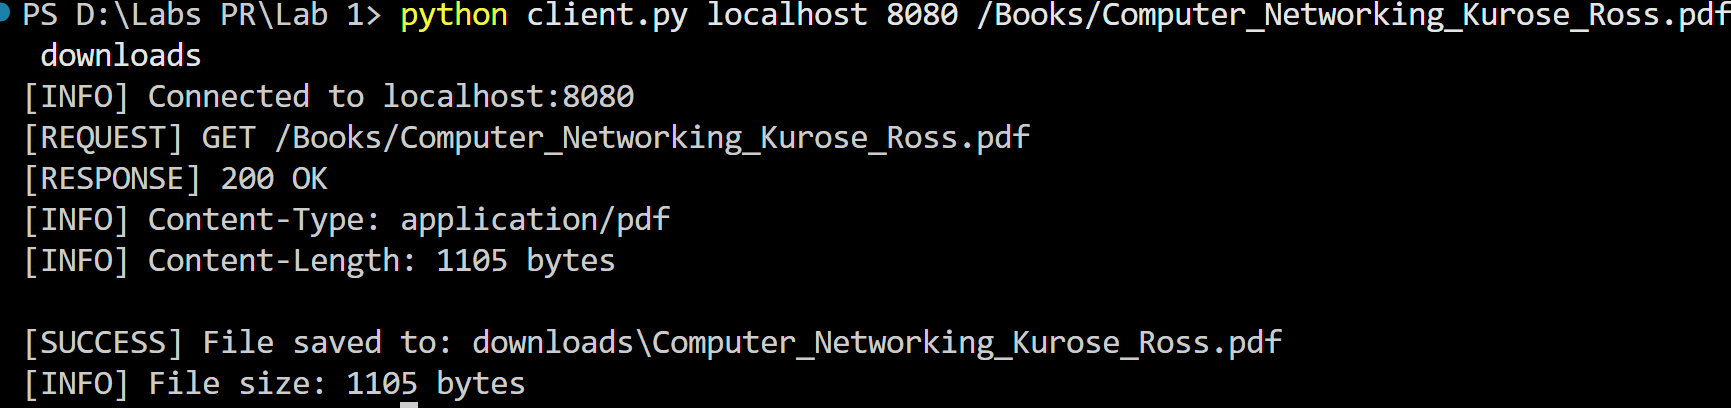 PS D:\Labs PR\Lab 1> python client.py localhost 8080 /Books/Computer_Networking_Kurose_Ross.pdf
downloads
[INFO] Connected to localhost:8080
[REQUEST] GET /Books/Computer_Networking_Kurose_Ross.pdf
[RESPONSE] 200 OK
[INFO] Content-Type: application/pdf
[INFO] Content-Length: 1105 bytes
[SUCCESS] File saved to: downloads\Computer_Networking_Kurose_Ross.pdf
[INFO] File size: 1105 bytes